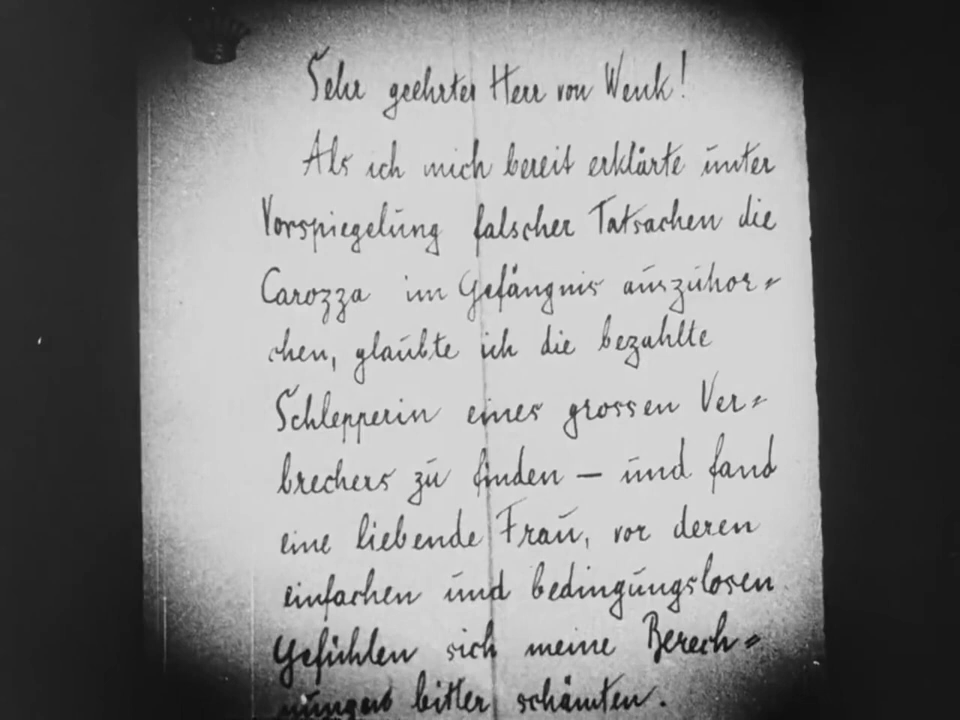 Sehr geehrter Herr von Wenk!
Als ich mich bereit erklärte unter
Vorspiegelung falscher Tatsachen die
Carozza im Gefängnis auszuhor=
chen, glaubte ich die bezahlte
Schlepperin eines grossen Ver=
brechers zu finden — und fand
eine liebende Frau, vor deren
einfachen und bedingungslosen
Gefühlen sich meine Berech=
nungen bitter schämten.